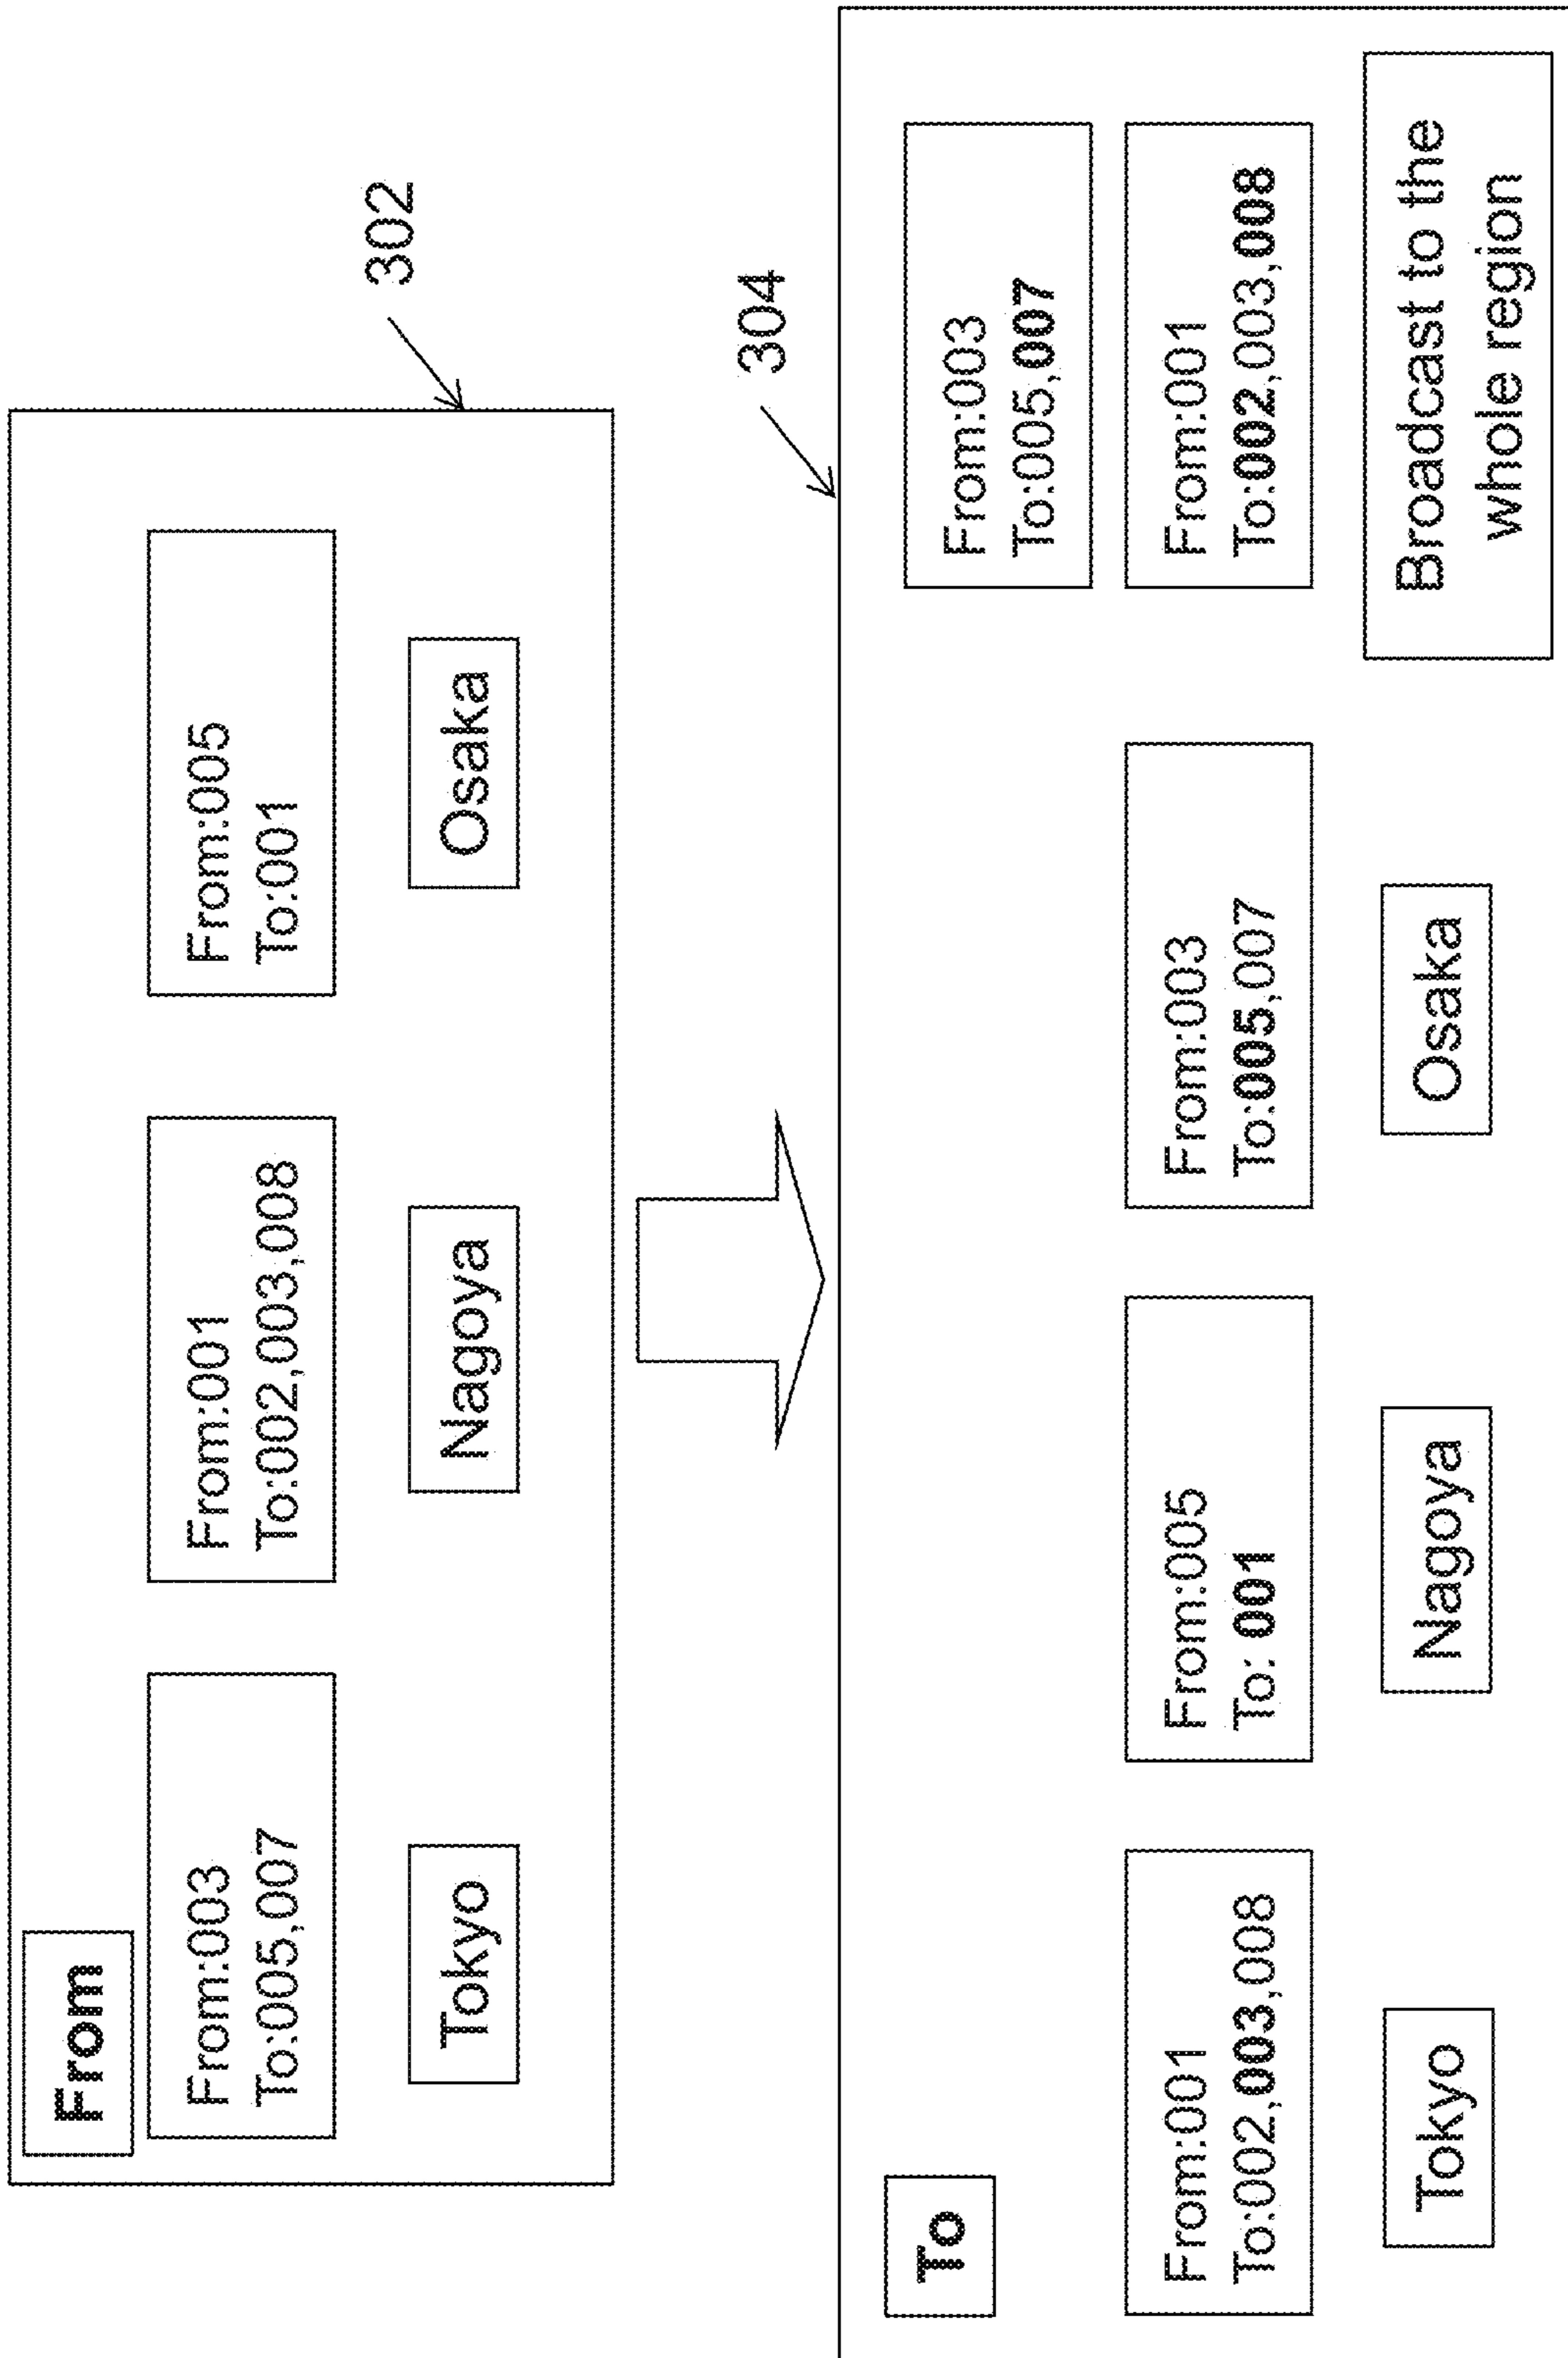 302
From
From:003
To:005,007
Tokyo
From:001
To:002,003,008
Nagoya
From:005
To:001
Osaka
304
To
From:001
To:002,003,008
Tokyo
From:005
To: 001
Nagoya
From:003
To:005,007
Osaka
From:003
To:005,007
From:001
To:002,003,008
Broadcast to the
whole region